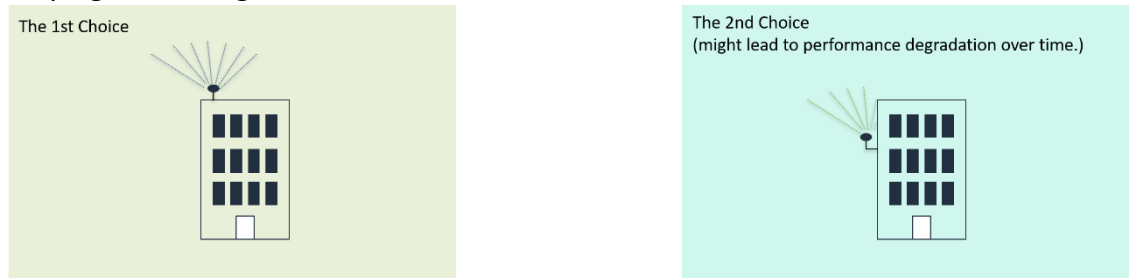 The 1st Choice
The 2nd Choice
(might lead to performance degradation over time.)